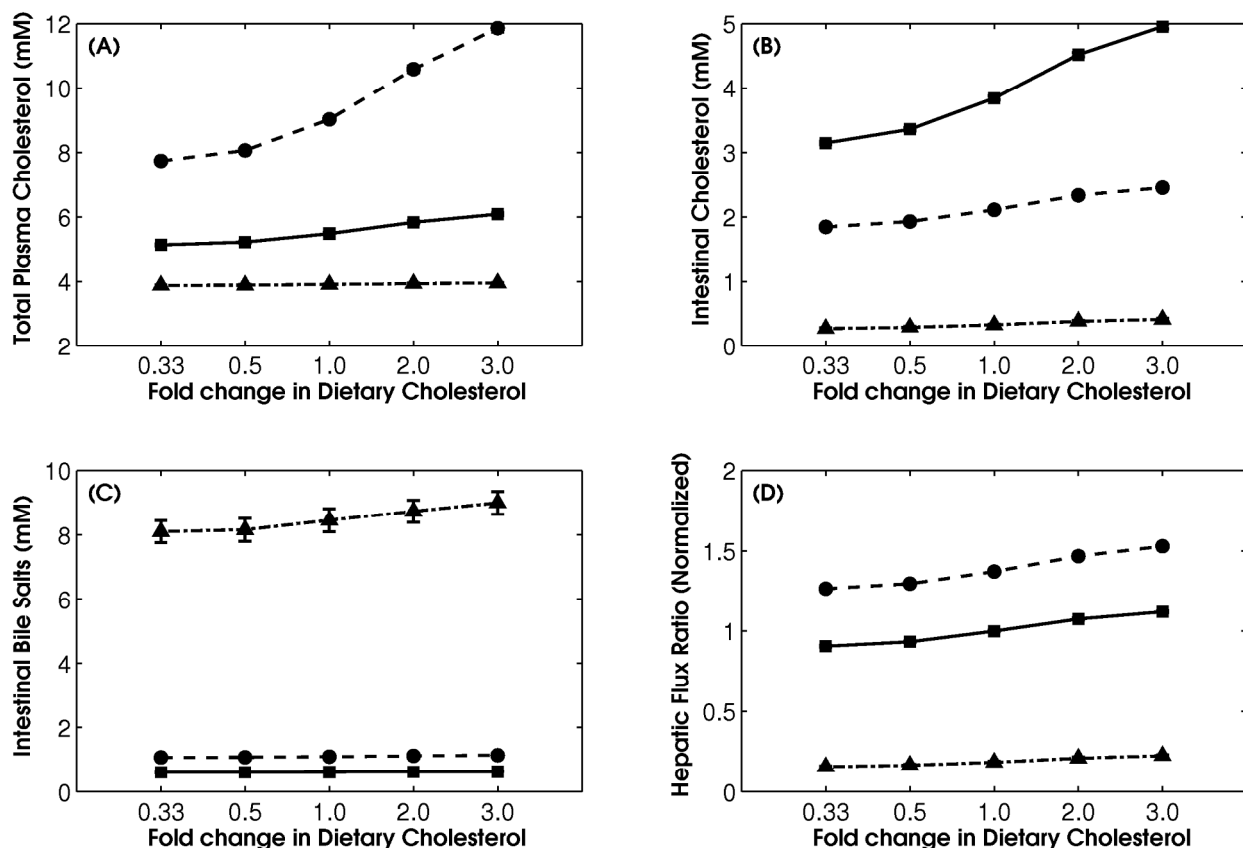 (A)
Total Plasma Cholesterol (mM)
12
10
8
6
4
2
0.33 0.5 1.0 2.0 3.0
Fold change in Dietary Cholesterol
(B)
Intestinal Cholesterol (mM)
5
4
3
2
1
0
0.33 0.5 1.0 2.0 3.0
Fold change in Dietary Cholesterol
(C)
Intestinal Bile Salts (mM)
10
8
6
4
2
0
0.33 0.5 1.0 2.0 3.0
Fold change in Dietary Cholesterol
(D)
Hepatic Flux Ratio (Normalized)
2
1.5
1
0.5
0
0.33 0.5 1.0 2.0 3.0
Fold change in Dietary Cholesterol